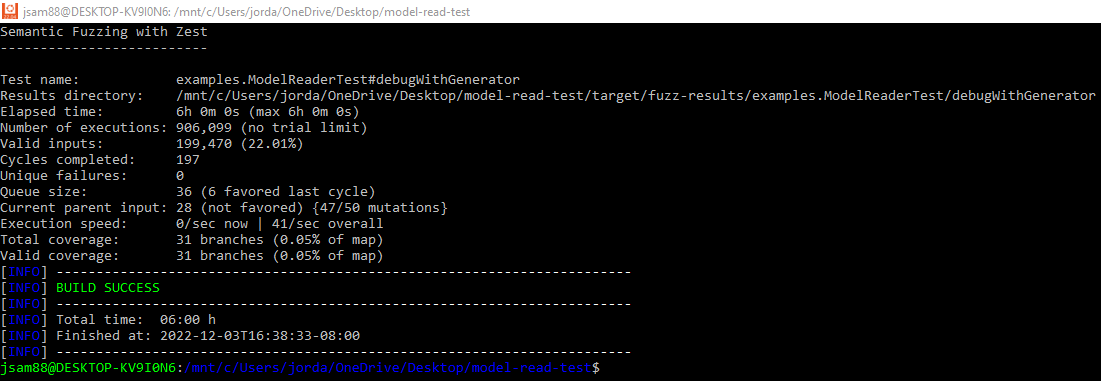 jsam88@DESKTOP-KV9I0N6: /mnt/c/Users/jorda/OneDrive/Desktop/model-read-test
Semantic Fuzzing with Zest
--------------------------
Test name:            examples.ModelReaderTest#debugWithGenerator
Results directory:    /mnt/c/Users/jorda/OneDrive/Desktop/model-read-test/target/fuzz-results/examples.ModelReaderTest/debugWithGenerator
Elapsed time:         6h 0m 0s (max 6h 0m 0s)
Number of executions: 906,099 (no trial limit)
Valid inputs:         199,470 (22.01%)
Cycles completed:     197
Unique failures:      0
Queue size:           36 (6 favored last cycle)
Current parent input: 28 (not favored) {47/50 mutations}
Execution speed:      0/sec now | 41/sec overall
Total coverage:       31 branches (0.05% of map)
Valid coverage:       31 branches (0.05% of map)
[INFO] ------------------------------------------------------------------------
[INFO] BUILD SUCCESS
[INFO] ------------------------------------------------------------------------
[INFO] Total time:  06:00 h
[INFO] Finished at: 2022-12-03T16:38:33-08:00
[INFO] ------------------------------------------------------------------------
jsam88@DESKTOP-KV9I0N6:/mnt/c/Users/jorda/OneDrive/Desktop/model-read-test$